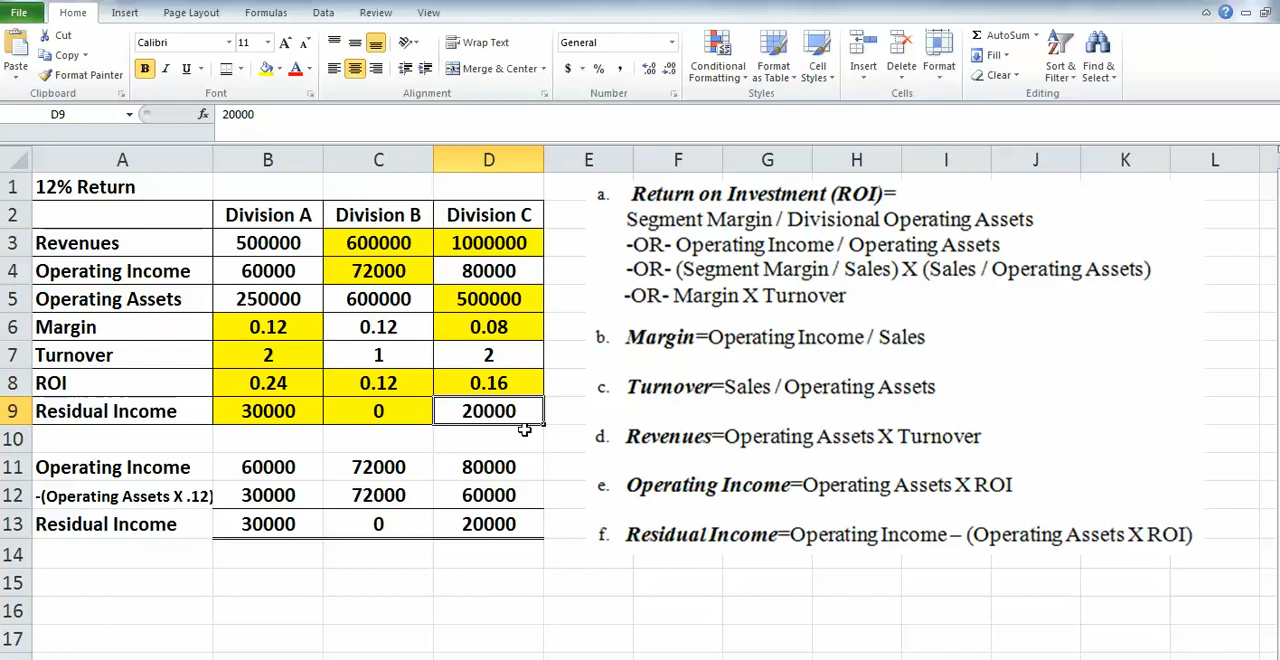 File Home Insert Page Layout Formulas Data Review View
Paste
Cut
Copy
Format Painter
Clipboard
Calibri 11
B I U
Font
Wrap Text
Merge & Center
Alignment
General
$ % ,
Number
Conditional Formatting
Format as Table
Cell Styles
Styles
Insert Delete Format
Cells
AutoSum
Fill
Clear
Sort & Filter
Find & Select
Editing
D9 fx 20000
A B C D E F G H I J K L
1 12% Return
2 Division A Division B Division C
3 Revenues 500000 600000 1000000
4 Operating Income 60000 72000 80000
5 Operating Assets 250000 600000 500000
6 Margin 0.12 0.12 0.08
7 Turnover 2 1 2
8 ROI 0.24 0.12 0.16
9 Residual Income 30000 0 20000
10
11 Operating Income 60000 72000 80000
12 -(Operating Assets X .12) 30000 72000 60000
13 Residual Income 30000 0 20000
14
15
16
17
a. Return on Investment (ROI)=
Segment Margin / Divisional Operating Assets
-OR- Operating Income / Operating Assets
-OR- (Segment Margin / Sales) X (Sales / Operating Assets)
-OR- Margin X Turnover
b. Margin=Operating Income / Sales
c. Turnover=Sales / Operating Assets
d. Revenues=Operating Assets X Turnover
e. Operating Income=Operating Assets X ROI
f. Residual Income=Operating Income – (Operating Assets X ROI)